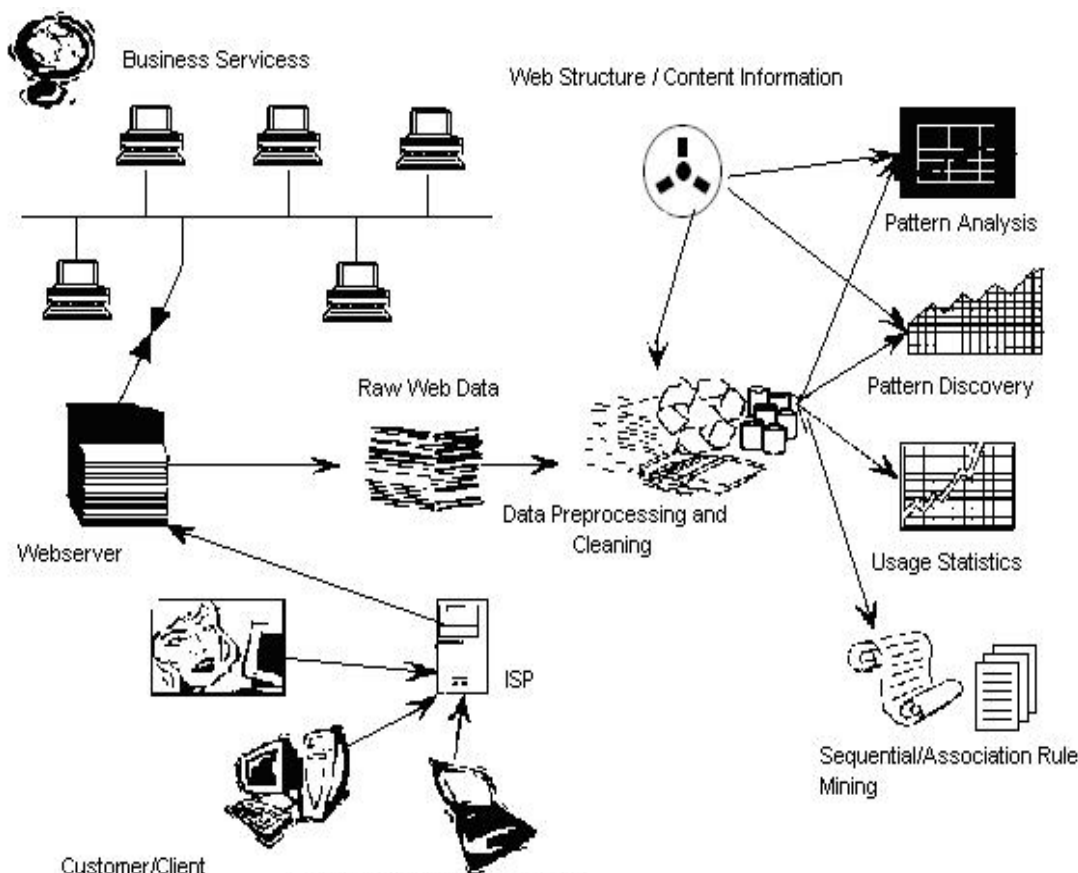 Business Servicess
Web Structure / Content Information
Pattern Analysis
Pattern Discovery
Raw Web Data
Data Preprocessing and
Cleaning
Webserver
Usage Statistics
ISP
Sequential/Association Rule
Mining
Customer/Client